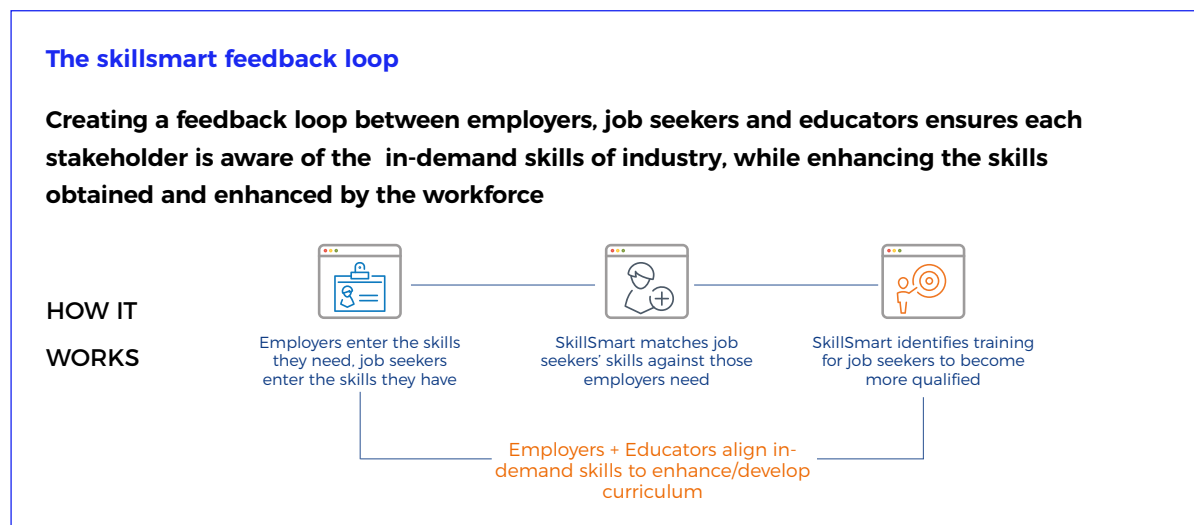 The skillsmart feedback loop
Creating a feedback loop between employers, job seekers and educators ensures each
stakeholder is aware of the  in-demand skills of industry, while enhancing the skills
obtained and enhanced by the workforce
HOW IT
WORKS
Employers enter the skills
they need, job seekers
enter the skills they have
SkillSmart matches job
seekers’ skills against those
employers need
SkillSmart identifies training
for job seekers to become
more qualified
Employers + Educators align in-
demand skills to enhance/develop
curriculum